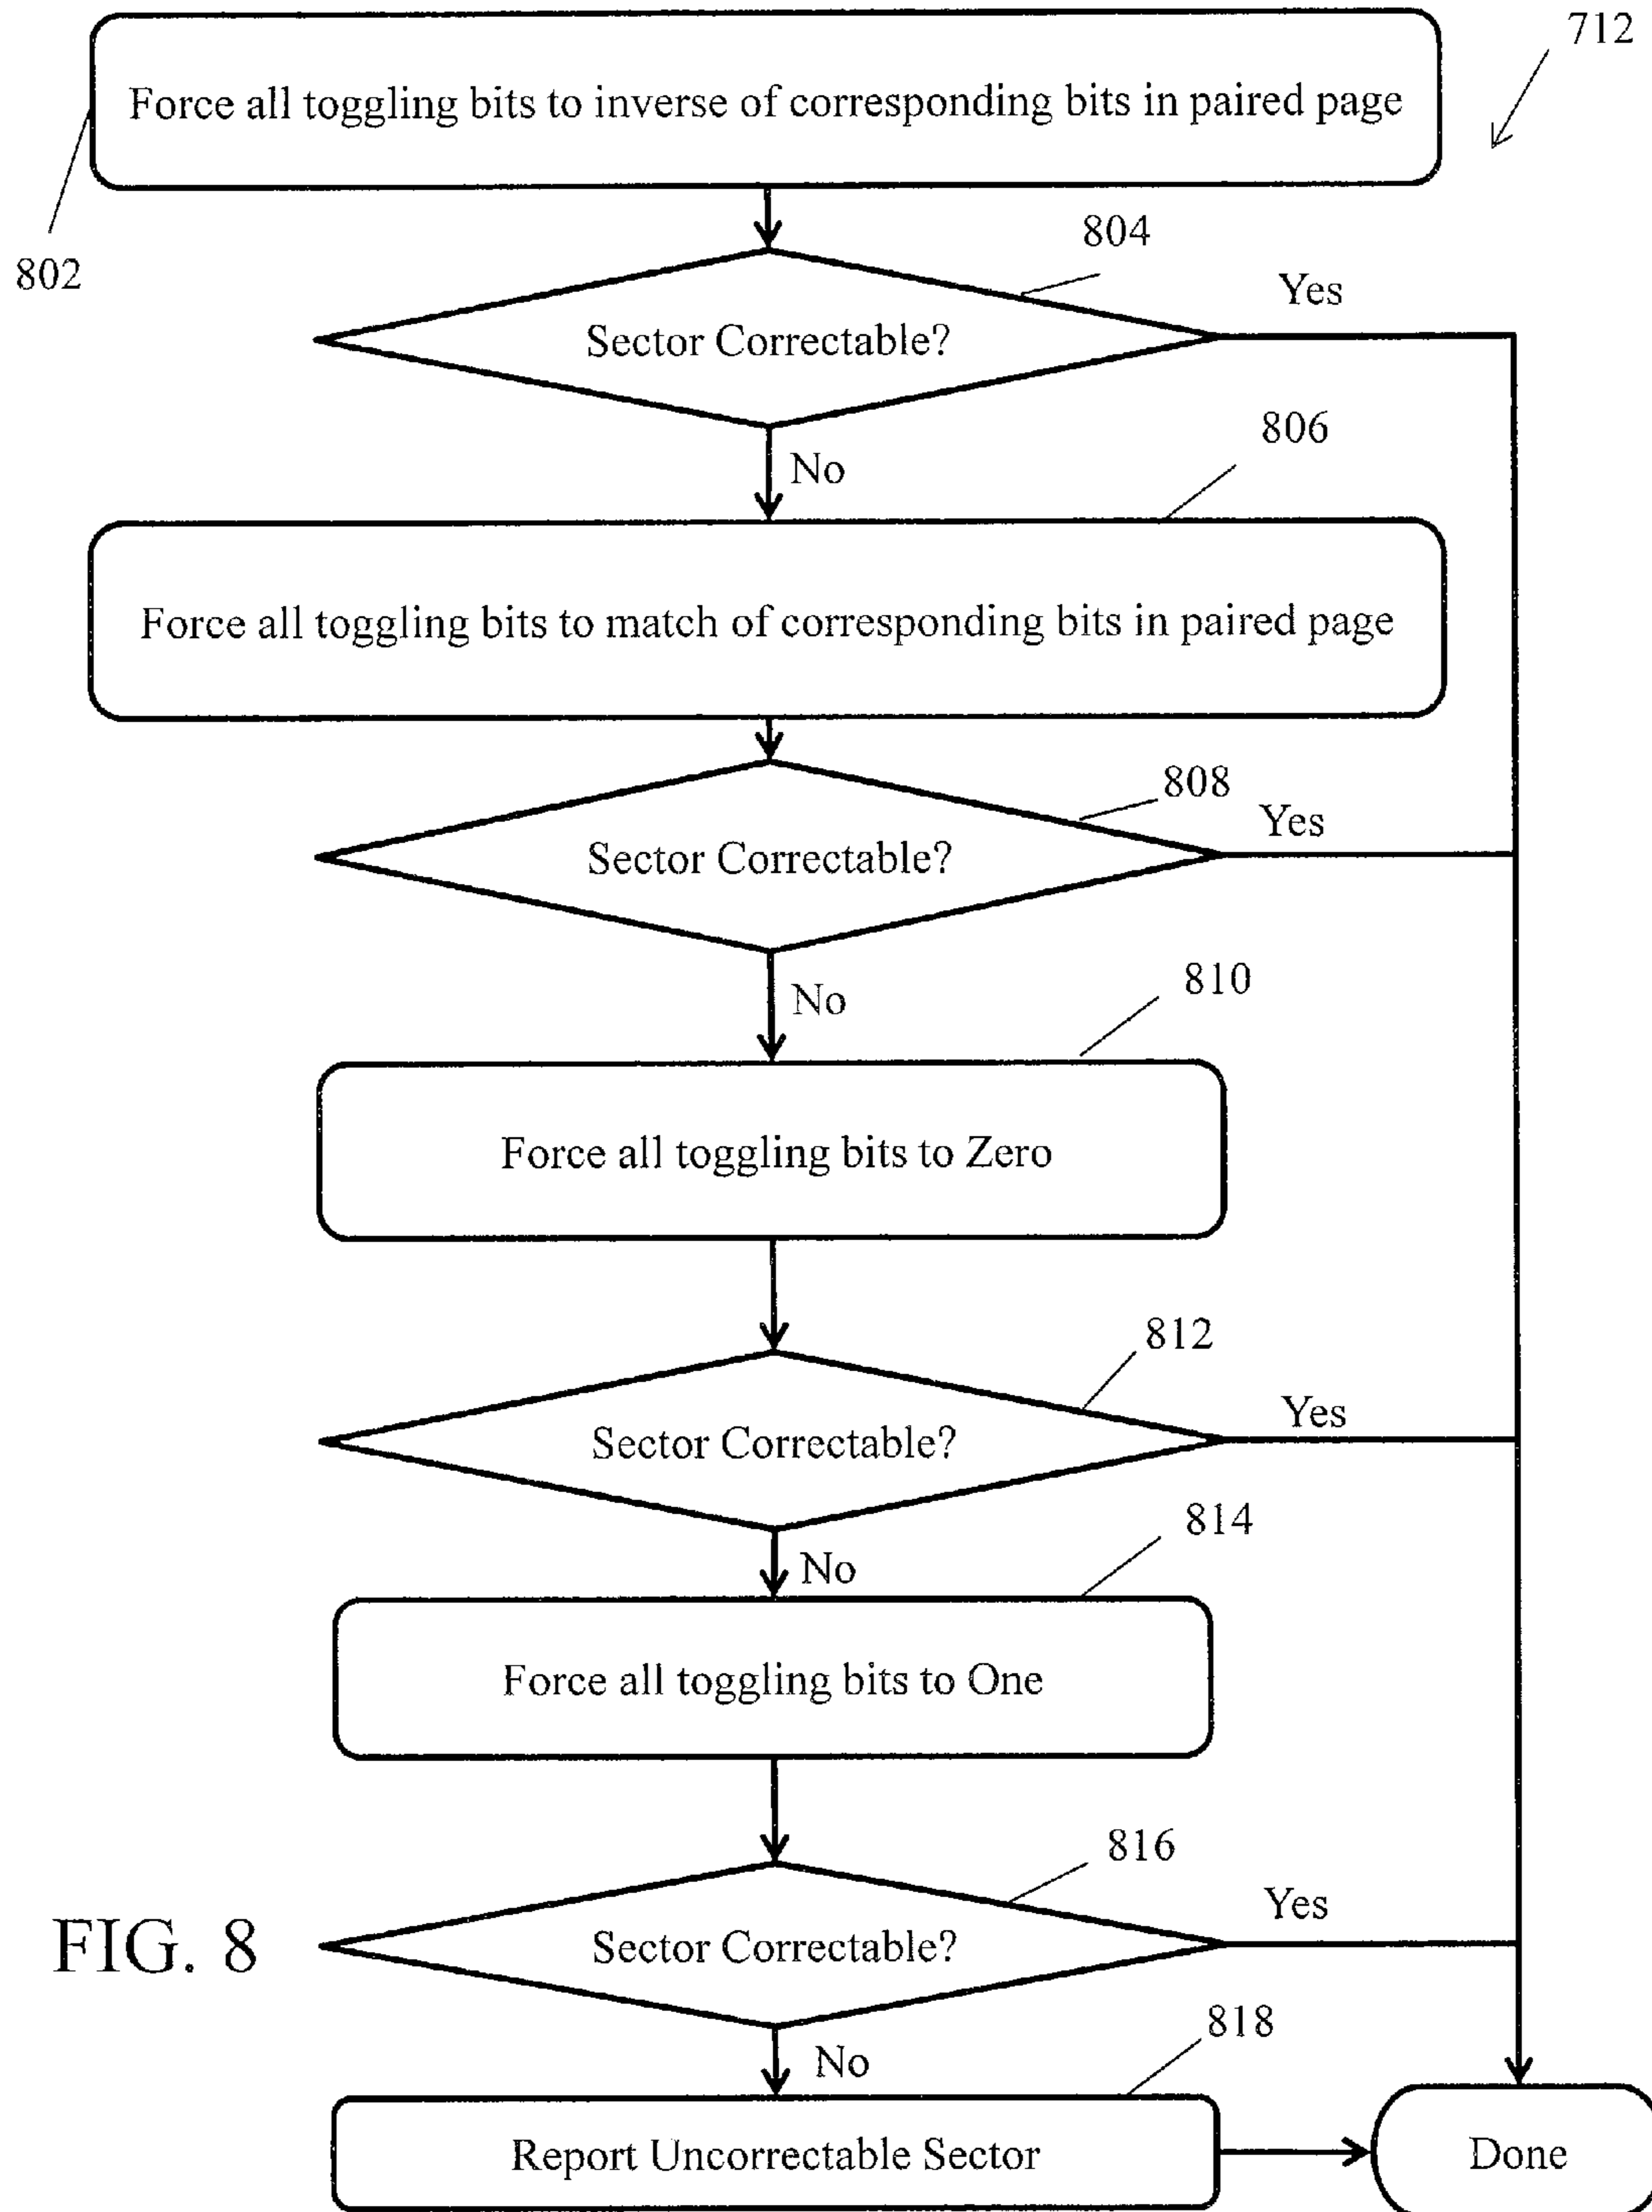 712
Force all toggling bits to inverse of corresponding bits in paired page
802
804
Sector Correctable?
Yes
No
806
Force all toggling bits to match of corresponding bits in paired page
808
Sector Correctable?
Yes
No
810
Force all toggling bits to Zero
812
Sector Correctable?
Yes
No
814
Force all toggling bits to One
816
Sector Correctable?
Yes
No
FIG. 8
818
Report Uncorrectable Sector
Done